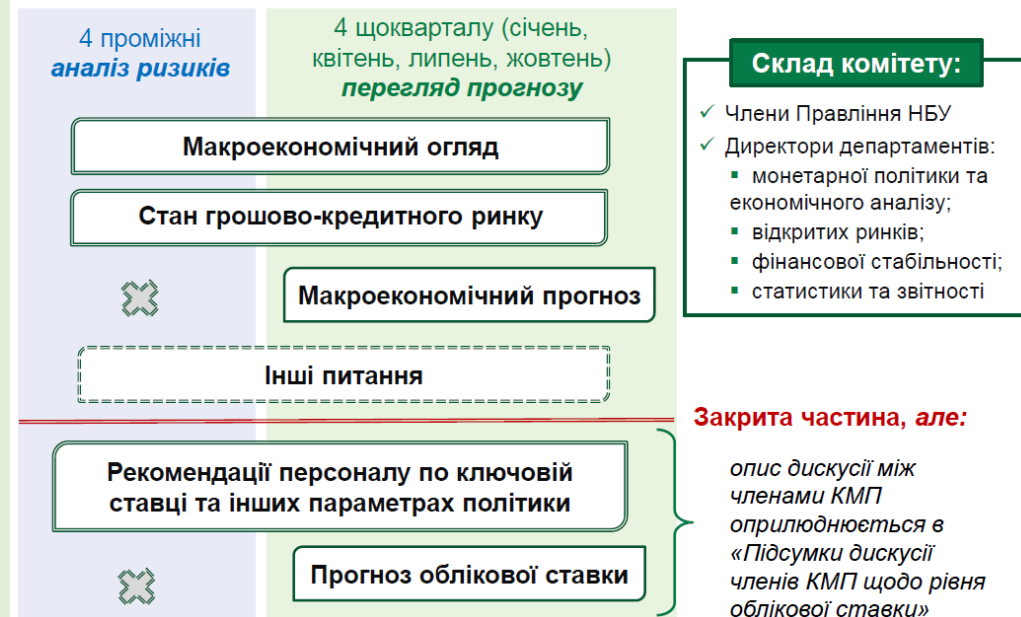 4 проміжні
аналіз ризиків
4 щокварталу (січень,
квітень, липень, жовтень)
перегляд прогнозу
Макроекономічний огляд
Стан грошово-кредитного ринку
Макроекономічний прогноз
Інші питання
Рекомендації персоналу по ключовій
ставці та інших параметрах політики
Прогноз облікової ставки
Склад комітету:
✓ Члени Правління НБУ
✓ Директори департаментів:
▪ монетарної політики та
економічного аналізу;
▪ відкритих ринків;
▪ фінансової стабільності;
▪ статистики та звітності
Закрита частина, але:
опис дискусії між
членами КМП
оприлюднюється в
«Підсумки дискусії
членів КМП щодо рівня
облікової ставки»